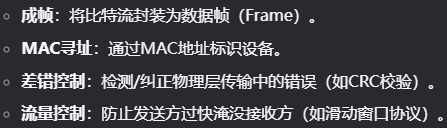 成帧：将比特流封装为数据帧（Frame）。
MAC寻址：通过MAC地址标识设备。
差错控制：检测/纠正物理层传输中的错误（如CRC校验）。
流量控制：防止发送方过快淹没接收方（如滑动窗口协议）。